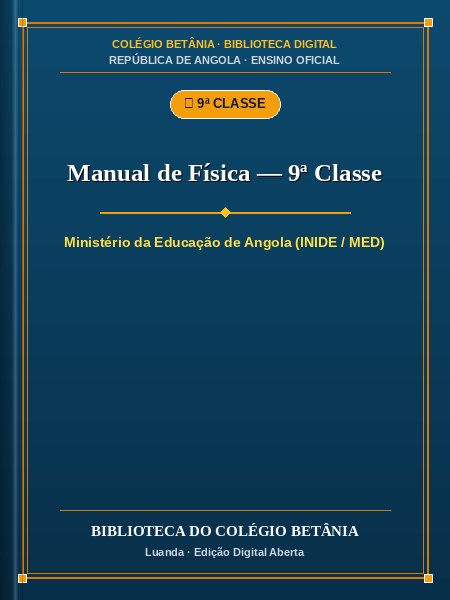 COLÉGIO BETÂNIA · BIBLIOTECA DIGITAL
REPÚBLICA DE ANGOLA · ENSINO OFICIAL
9ª CLASSE
Manual de Física — 9ª Classe
Ministério da Educação de Angola (INIDE / MED)
BIBLIOTECA DO COLÉGIO BETÂNIA
Luanda · Edição Digital Aberta